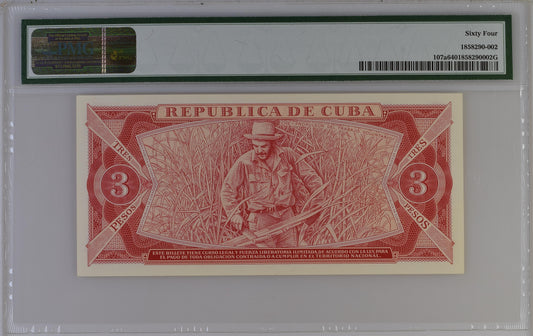 Sixty Four
1858290-002
107a6401858290002G
REPUBLICA DE CUBA
TRES
3
PESOS
TRES
3
PESOS
ESTE BILLETE TIENE CURSO LEGAL Y FUERZA LIBERATORIA ILIMITADA DE ACUERDO CON LA LEY, PARA
EL PAGO DE TODA OBLIGACION CONTRAIDA O A CUMPLIR EN EL TERRITORIO NACIONAL.